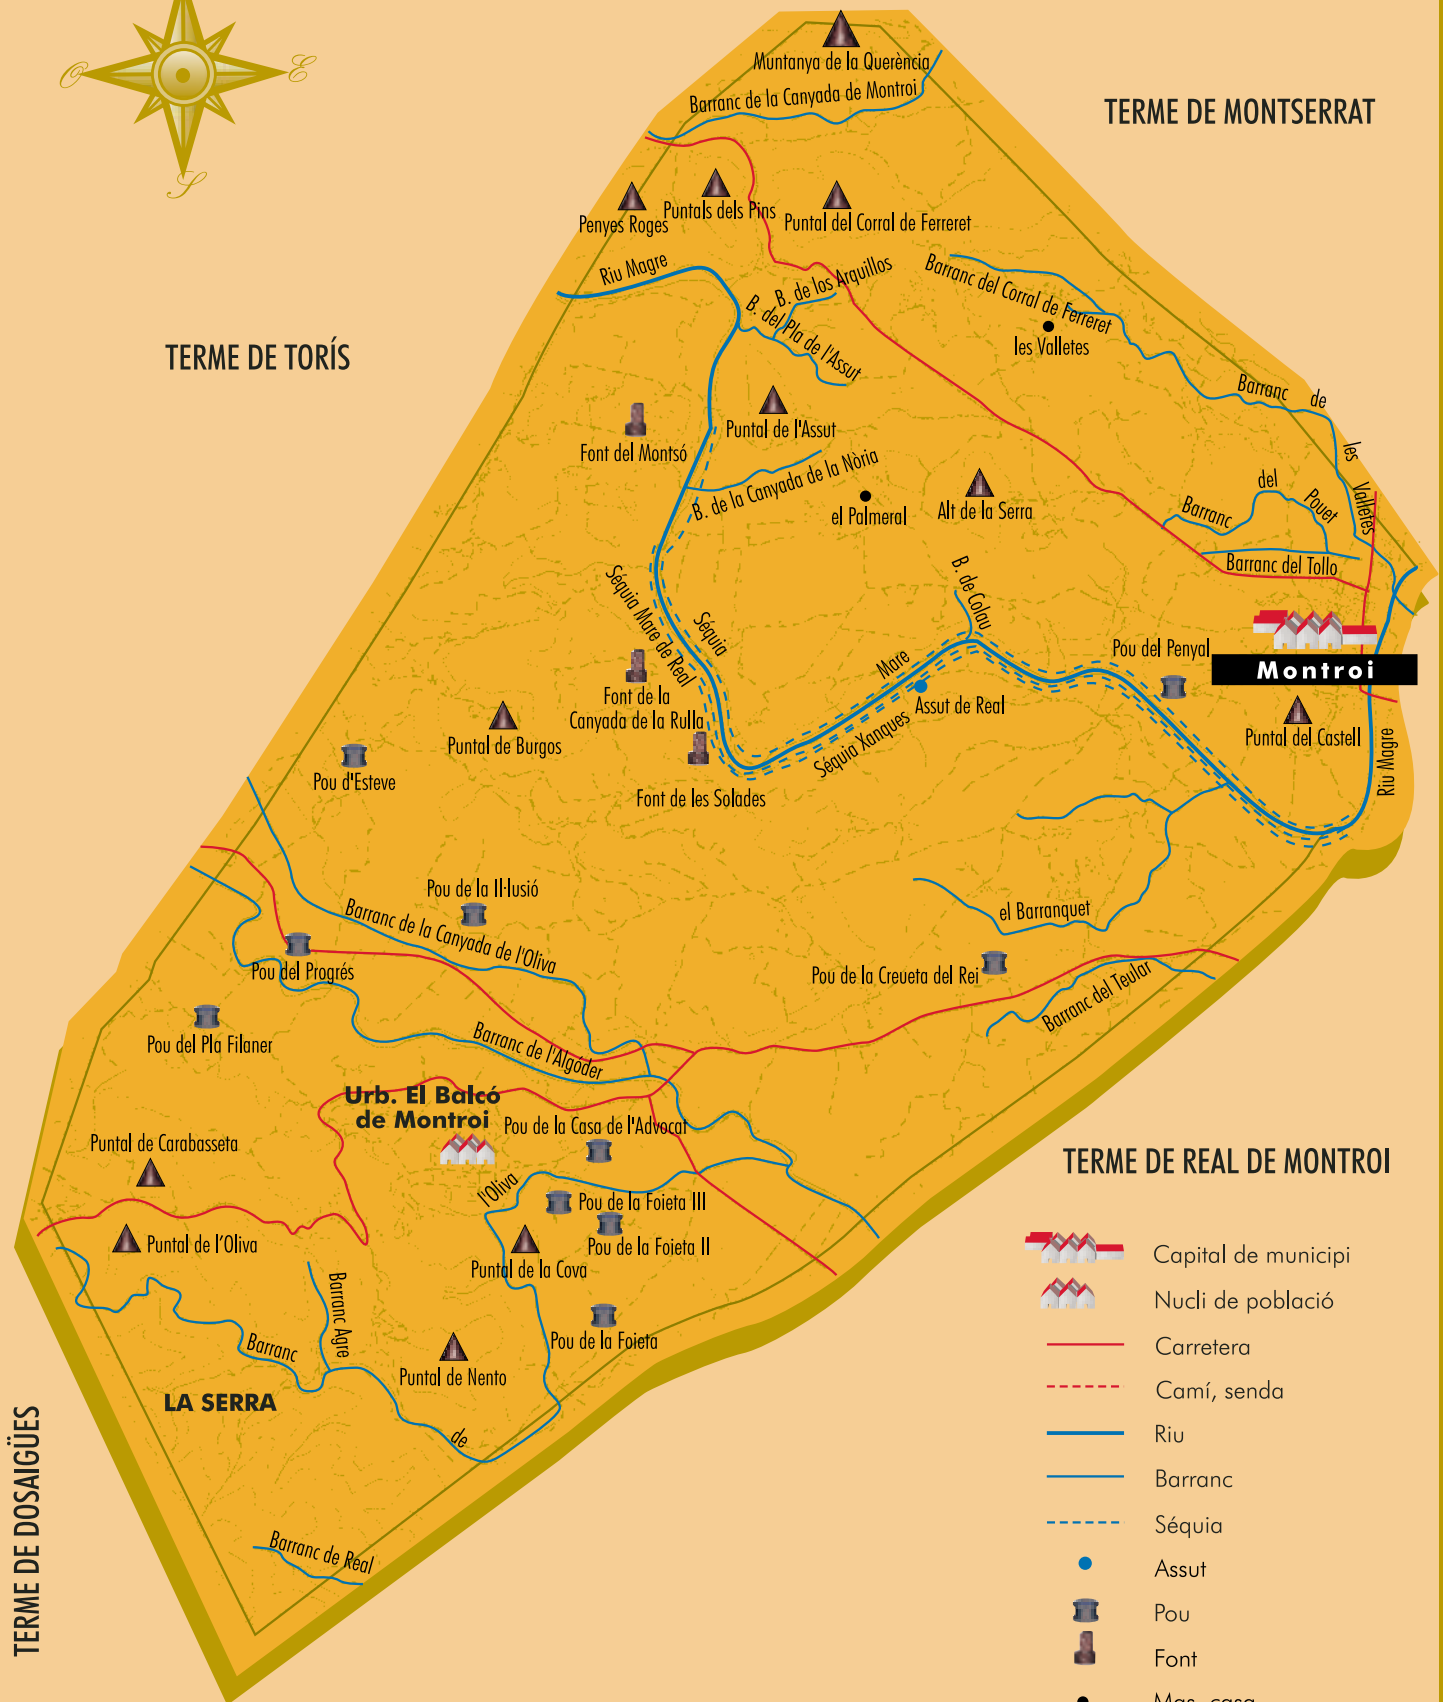 O
E
S
Muntanya de la Querència
Barranc de la Canyada de Montroi
TERME DE MONTSERRAT
Penyes Roges
Puntals dels Pins
Puntal del Corral de Ferreret
Riu Magre
B. de los Arquillos
B. del Pla de l'Assut
Barranc del Corral de Ferreret
les Valletes
TERME DE TORÍS
Barranc de les Valletes
Puntal de l'Assut
Font del Montsó
B. de la Canyada de la Nòria
el Palmeral
Alt de la Serra
Barranc del Pouet
Barranc del Tollo
Séquia Mare de Real
Séquia Mare
B. de Colau
Pou del Penyal
Montroi
Font de la
Canyada de la Rulla
Assut de Real
Séquia Xanques
Puntal del Castell
Riu Magre
Puntal de Burgos
Pou d'Esteve
Font de les Solades
Pou de la Il·lusió
Barranc de la Canyada de l'Oliva
el Barranquet
Pou del Progrés
Pou de la Creueta del Rei
Barranc del Teular
Pou del Pla Filaner
Barranc de l'Algóder
Urb. El Balcó
de Montroi
Pou de la Casa de l'Advocat
Puntal de Carabasseta
TERME DE REAL DE MONTROI
Pou de la Foieta III
Puntal de l'Oliva
Pou de la Foieta II
Puntal de la Cova
Barranc Agre
Pou de la Foieta
Barranc de l'Oliva
Puntal de Nento
LA SERRA
TERME DE DOSAIGÜES
Barranc de Real
Capital de municipi
Nucli de població
Carretera
Camí, senda
Riu
Barranc
Séquia
Assut
Pou
Font
Mas, casa